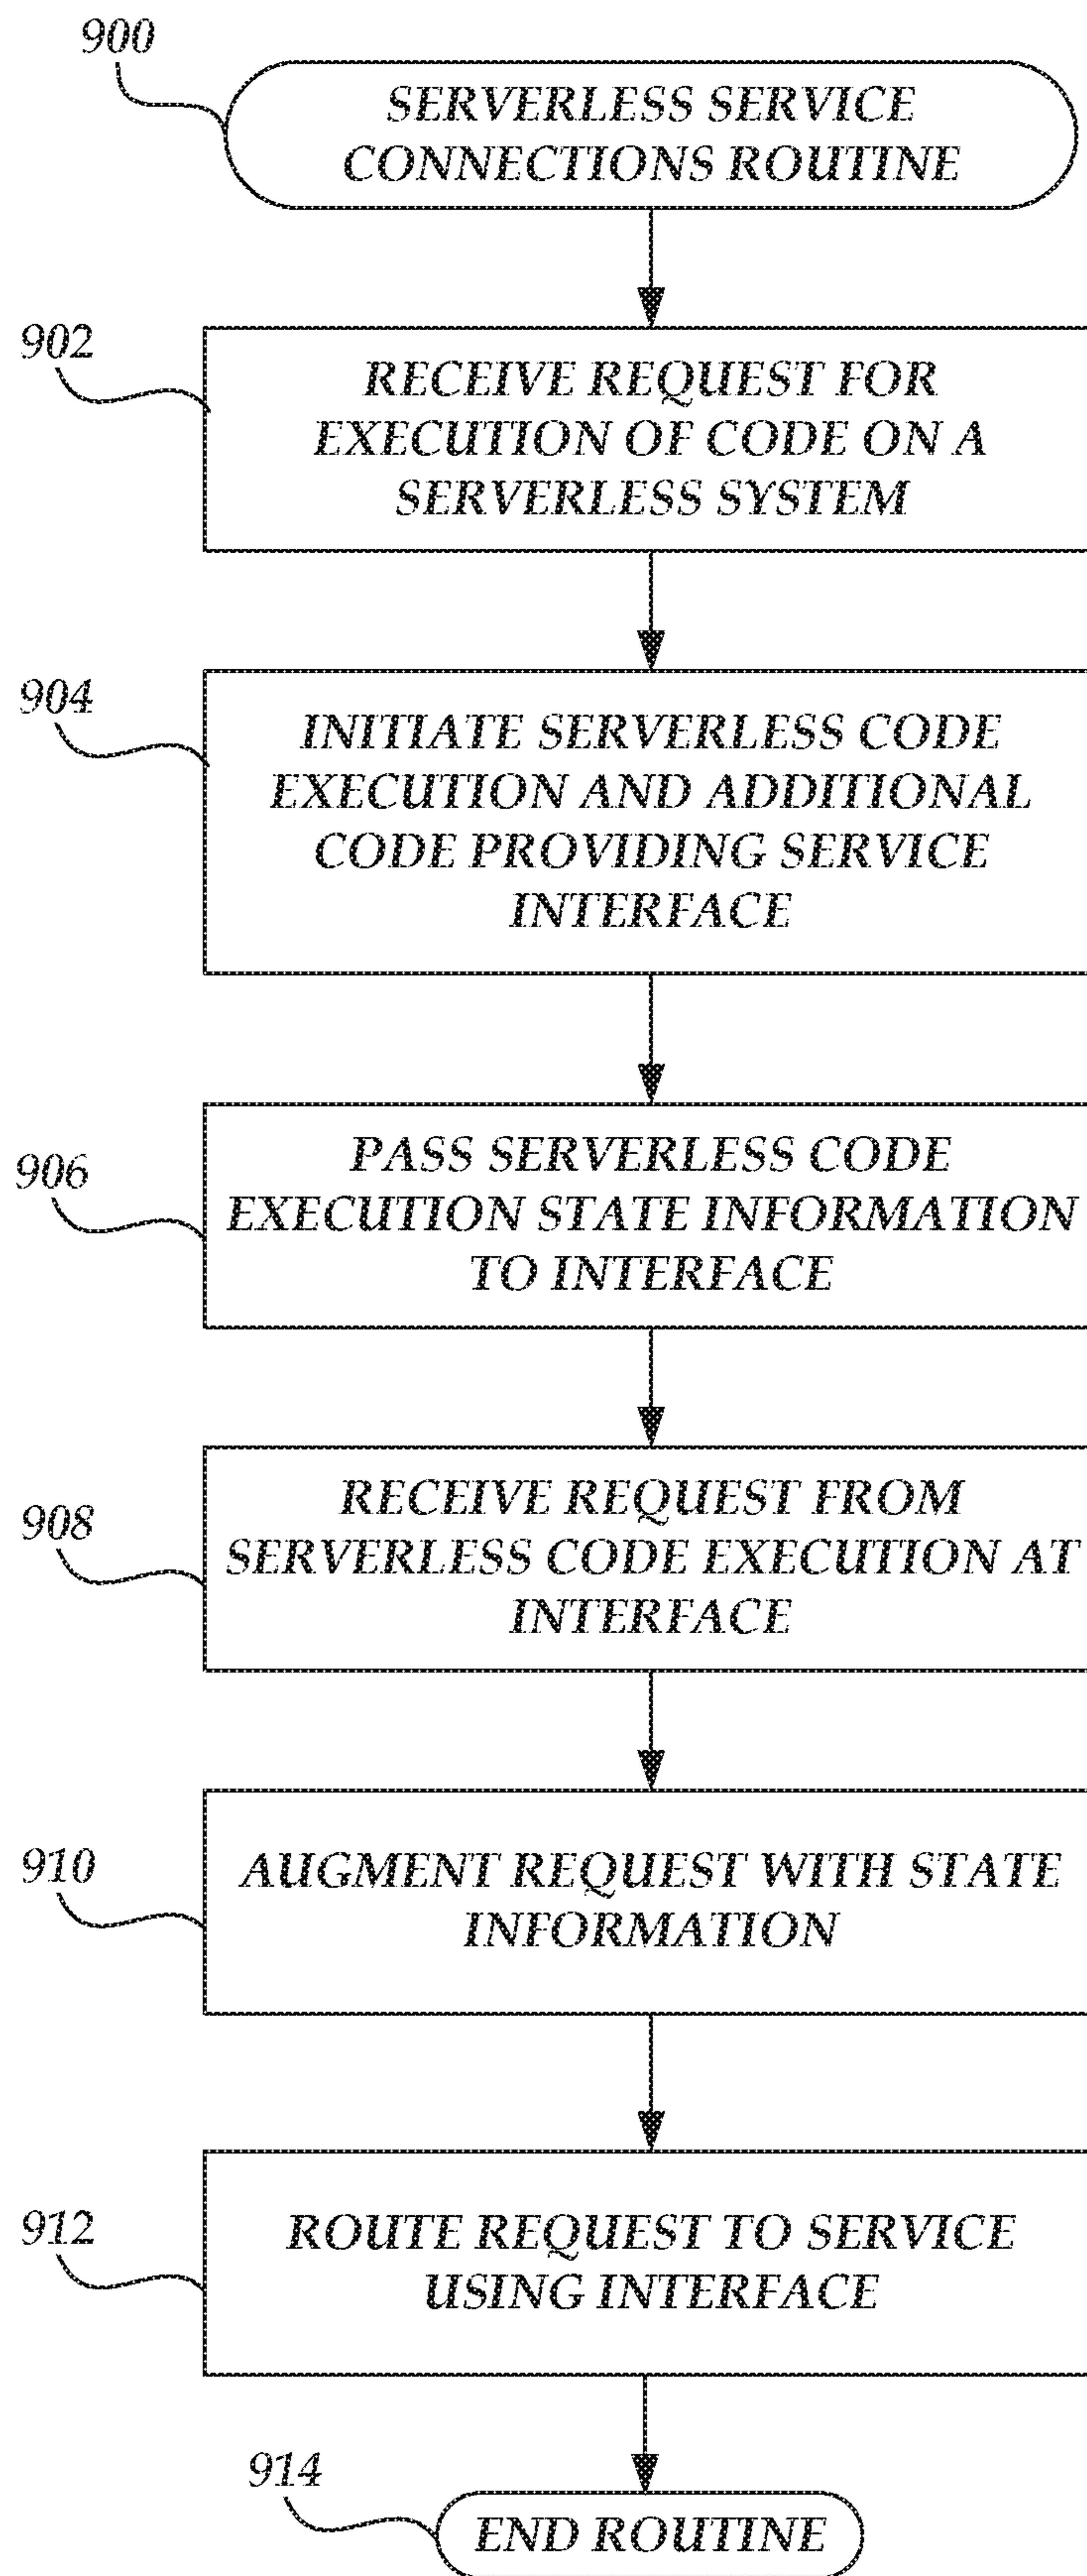 900
SERVERLESS SERVICE
CONNECTIONS ROUTINE
902
RECEIVE REQUEST FOR
EXECUTION OF CODE ON A
SERVERLESS SYSTEM
904
INITIATE SERVERLESS CODE
EXECUTION AND ADDITIONAL
CODE PROVIDING SERVICE
INTERFACE
906
PASS SERVERLESS CODE
EXECUTION STATE INFORMATION
TO INTERFACE
908
RECEIVE REQUEST FROM
SERVERLESS CODE EXECUTION AT
INTERFACE
910
AUGMENT REQUEST WITH STATE
INFORMATION
912
ROUTE REQUEST TO SERVICE
USING INTERFACE
914
END ROUTINE